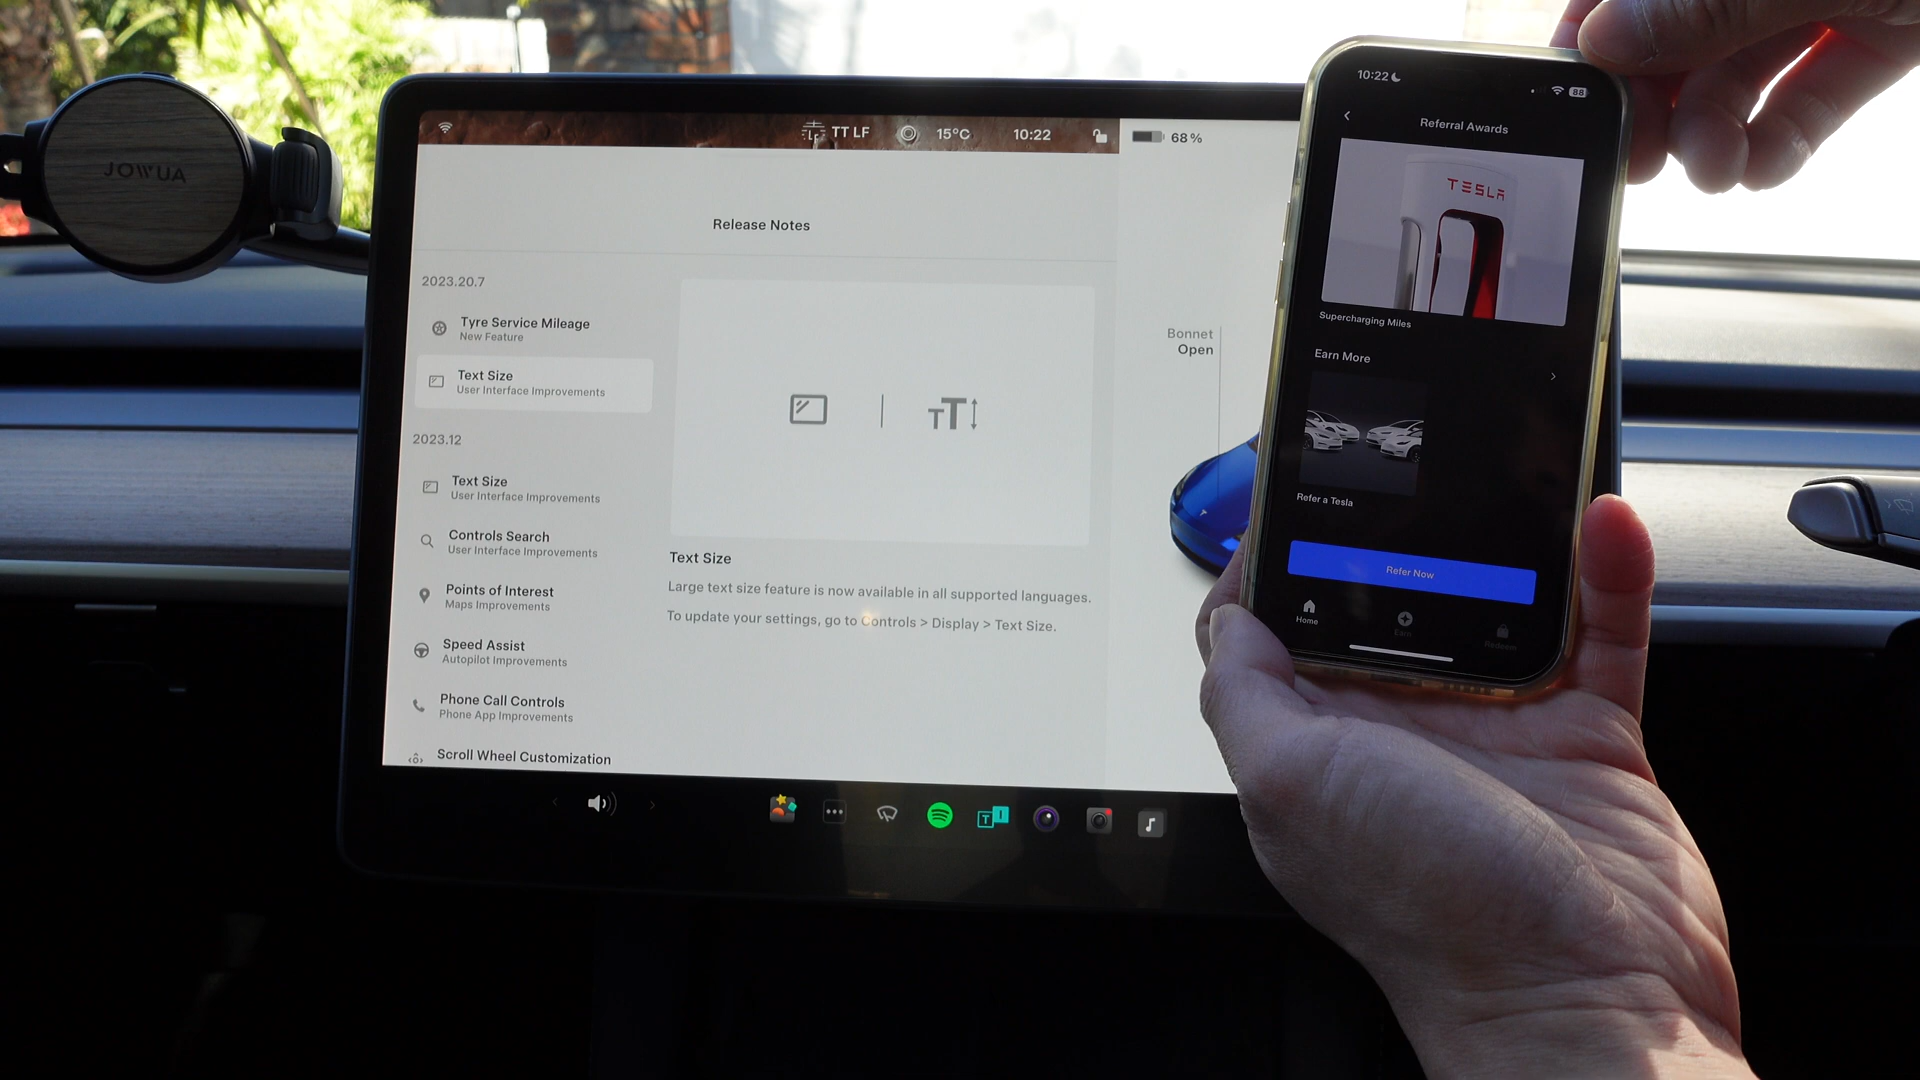 JOWUA
TT LF
15°C
10:22
68%
Release Notes
2023.20.7
Tyre Service Mileage
New Feature
Text Size
User Interface Improvements
2023.12
Text Size
User Interface Improvements
Controls Search
User Interface Improvements
Points of Interest
Maps Improvements
Speed Assist
Autopilot Improvements
Phone Call Controls
Phone App Improvements
Scroll Wheel Customization
TT
Text Size
Large text size feature is now available in all supported languages.
To update your settings, go to Controls > Display > Text Size.
Bonnet
Open
10:22
88
Referral Awards
TESLA
Supercharging Miles
Earn More
Refer a Tesla
Refer Now
Home
Earn
Redeem